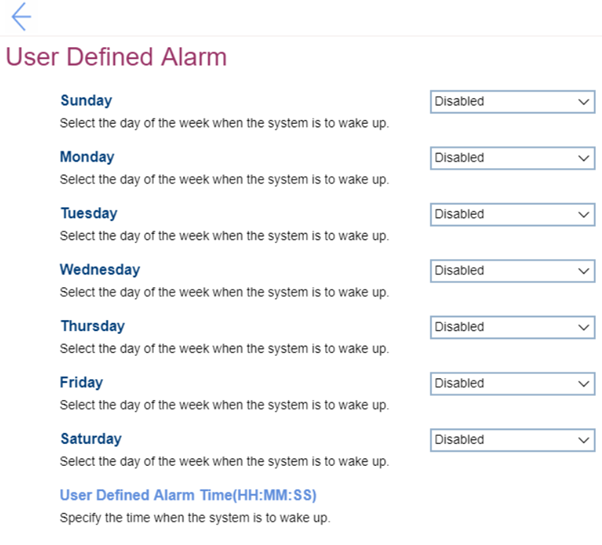 User Defined Alarm
Sunday
Disabled
Select the day of the week when the system is to wake up.
Monday
Disabled
Select the day of the week when the system is to wake up.
Tuesday
Disabled
Select the day of the week when the system is to wake up.
Wednesday
Disabled
Select the day of the week when the system is to wake up.
Thursday
Disabled
Select the day of the week when the system is to wake up.
Friday
Disabled
Select the day of the week when the system is to wake up.
Saturday
Disabled
Select the day of the week when the system is to wake up.
User Defined Alarm Time(HH:MM:SS)
Specify the time when the system is to wake up.